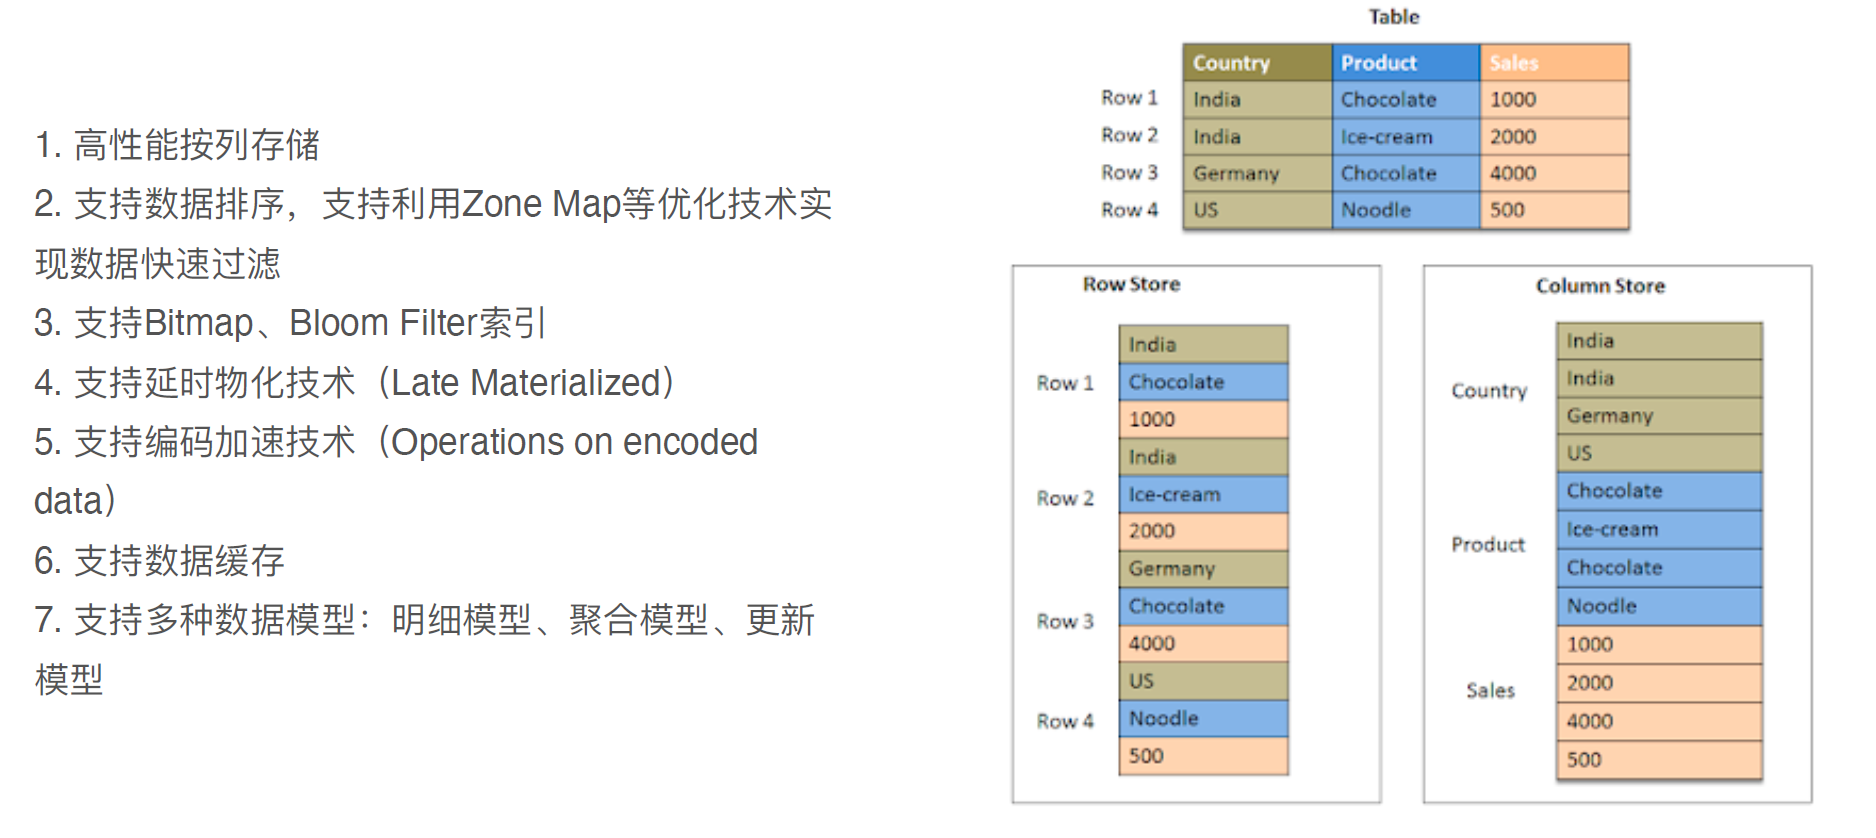 1. 高性能按列存储
2. 支持数据排序，支持利用Zone Map等优化技术实
现数据快速过滤
3. 支持Bitmap、Bloom Filter索引
4. 支持延时物化技术（Late Materialized）
5. 支持编码加速技术（Operations on encoded
data）
6. 支持数据缓存
7. 支持多种数据模型：明细模型、聚合模型、更新
模型
Table
Country Product Sales
Row 1 India Chocolate 1000
Row 2 India Ice-cream 2000
Row 3 Germany Chocolate 4000
Row 4 US Noodle 500
Row Store
India
Row 1 Chocolate
1000
India
Row 2 Ice-cream
2000
Germany
Row 3 Chocolate
4000
US
Row 4 Noodle
500
Column Store
India
India
Country
Germany
US
Chocolate
Ice-cream
Product
Chocolate
Noodle
1000
2000
Sales
4000
500